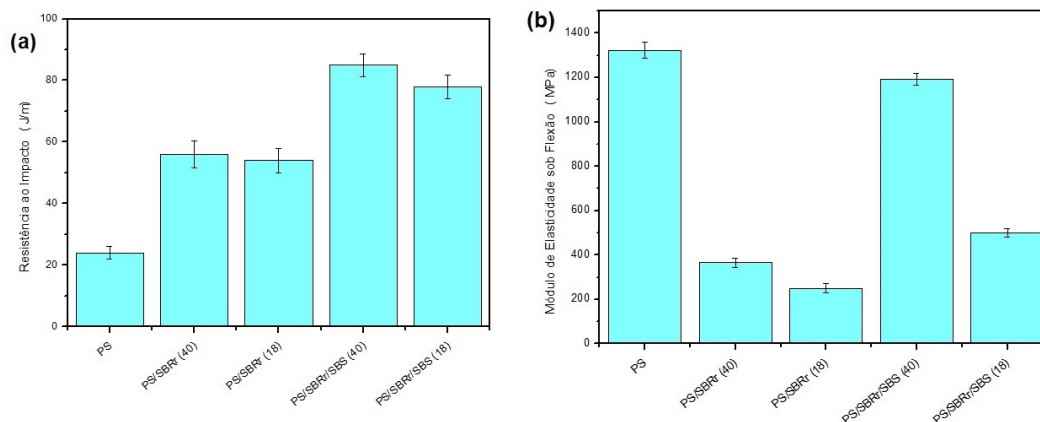 (a)
Resistência ao Impacto ( J/m)
100
80
60
40
20
0
PS
PS/SBRr (40)
PS/SBRr (18)
PS/SBRr/SBS (40)
PS/SBRr/SBS (18)
(b)
Módulo de Elasticidade sob Flexão ( MPa)
1400
1200
1000
800
600
400
200
0
PS
PS/SBRr (40)
PS/SBRr (18)
PS/SBRr/SBS (40)
PS/SBRr/SBS (18)